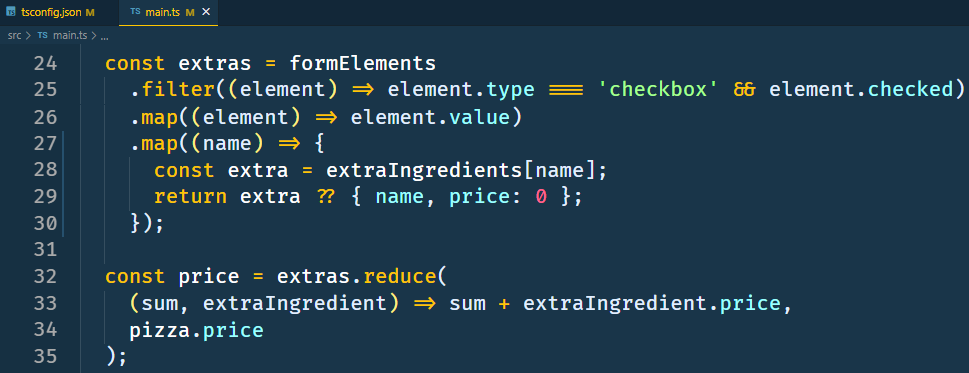 TS tsconfig.json M TS main.ts M ×
src > TS main.ts > ...
24 const extras = formElements
25 .filter((element) => element.type === 'checkbox' && element.checked)
26 .map((element) => element.value)
27 .map((name) => {
28 const extra = extraIngredients[name];
29 return extra ?? { name, price: 0 };
30 });
31
32 const price = extras.reduce(
33 (sum, extraIngredient) => sum + extraIngredient.price,
34 pizza.price
35 );